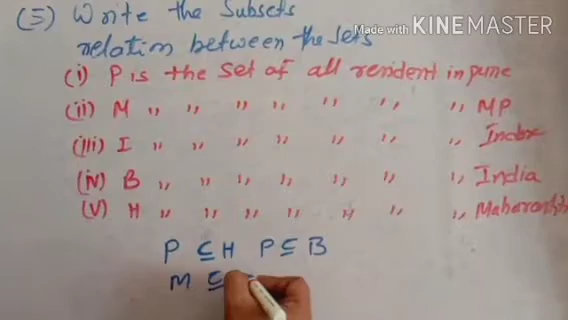 (3) Write the Subsets
Made with KINEMASTER
relation between the sets
(i) P is the Set of all resident in pune
(ii) M ,, ,, ,, ,, ,, ,, ,, MP
(iii) I ,, ,, ,, ,, ,, ,, ,, Indore
(iv) B ,, ,, ,, ,, ,, ,, ,, India
(v) H ,, ,, ,, ,, ,, ,, ,, Maharashtra
P ⊆ H P ⊆ B
M ⊆